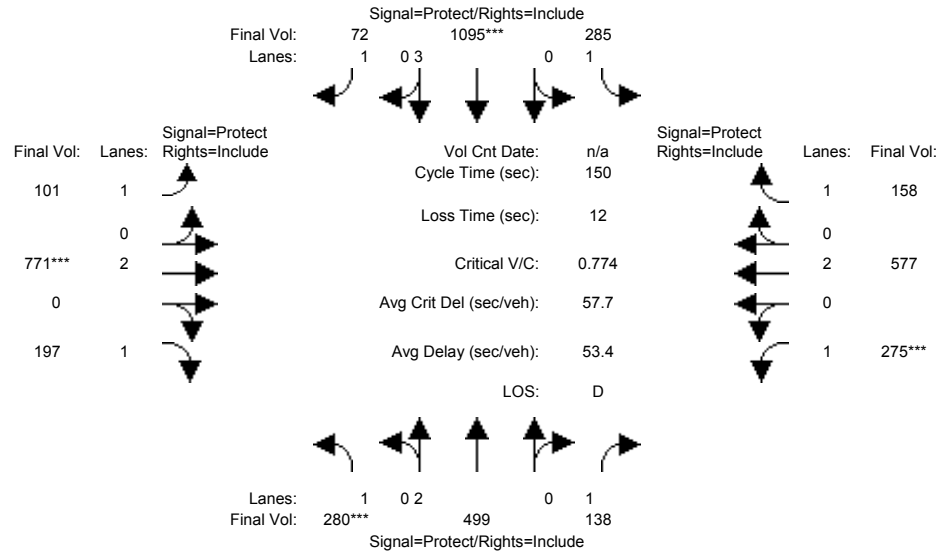 Signal=Protect/Rights=Include
Final Vol: 72 1095*** 285
Lanes: 1 0 3 0 1
Signal=Protect Signal=Protect
Final Vol: Lanes: Rights=Include Vol Cnt Date: n/a Rights=Include Lanes: Final Vol:
Cycle Time (sec): 150
101 1 1 158
Loss Time (sec): 12
0 0
771*** 2 Critical V/C: 0.774 2 577
0 0 Avg Crit Del (sec/veh): 57.7 0
197 1 Avg Delay (sec/veh): 53.4 1 275***
LOS: D
Lanes: 1 0 2 0 1
Final Vol: 280*** 499 138
Signal=Protect/Rights=Include